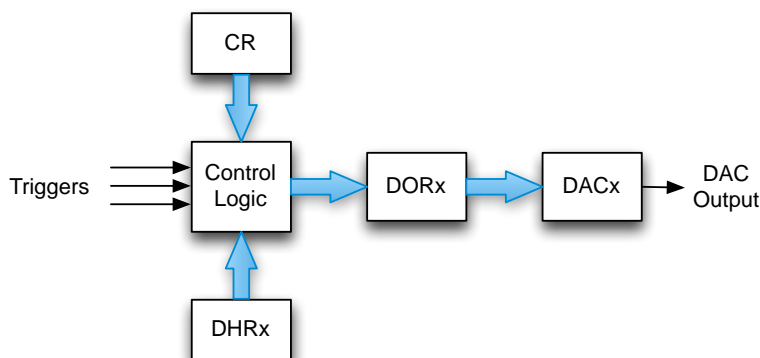 CR
Triggers
Control
Logic
DORx
DACx
DAC
Output
DHRx